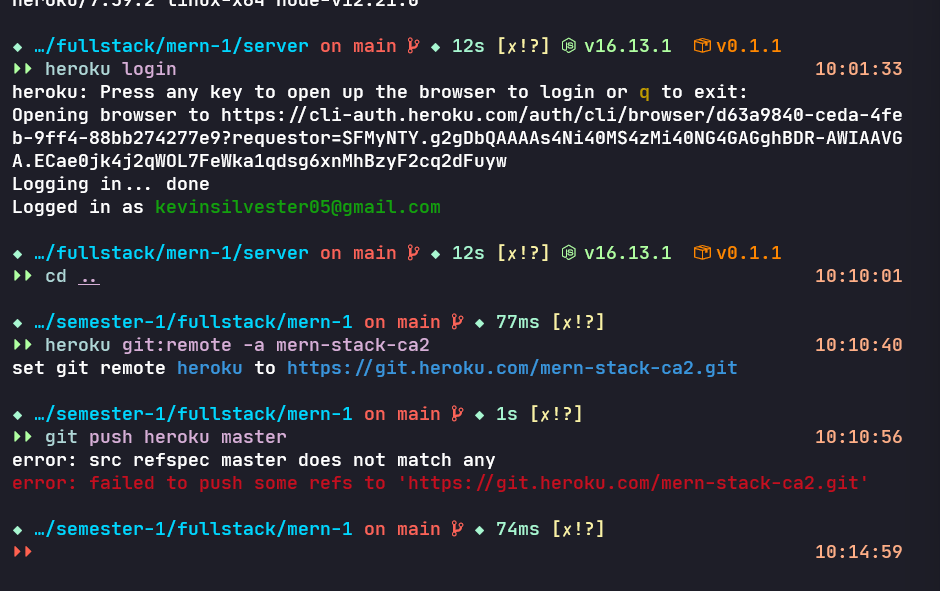 heroku/7.59.2 linux-x64 node-v12.21.0
◆ …/fullstack/mern-1/server on main ◆ 12s [✗!?] v16.13.1 v0.1.1
heroku login 10:01:33
heroku: Press any key to open up the browser to login or q to exit:
Opening browser to https://cli-auth.heroku.com/auth/cli/browser/d63a9840-ceda-4fe
b-9ff4-88bb274277e9?requestor=SFMyNTY.g2gDbQAAAAs4Ni40MS4zMi40NG4GAGghBDR-AWIAAVG
A.ECae0jk4j2qWOL7FeWka1qdsg6xnMhBzyF2cq2dFuyw
Logging in... done
Logged in as kevinsilvester05@gmail.com
◆ …/fullstack/mern-1/server on main ◆ 12s [✗!?] v16.13.1 v0.1.1
cd .. 10:10:01
◆ …/semester-1/fullstack/mern-1 on main ◆ 77ms [✗!?]
heroku git:remote -a mern-stack-ca2 10:10:40
set git remote heroku to https://git.heroku.com/mern-stack-ca2.git
◆ …/semester-1/fullstack/mern-1 on main ◆ 1s [✗!?]
git push heroku master 10:10:56
error: src refspec master does not match any
error: failed to push some refs to 'https://git.heroku.com/mern-stack-ca2.git'
◆ …/semester-1/fullstack/mern-1 on main ◆ 74ms [✗!?]
10:14:59